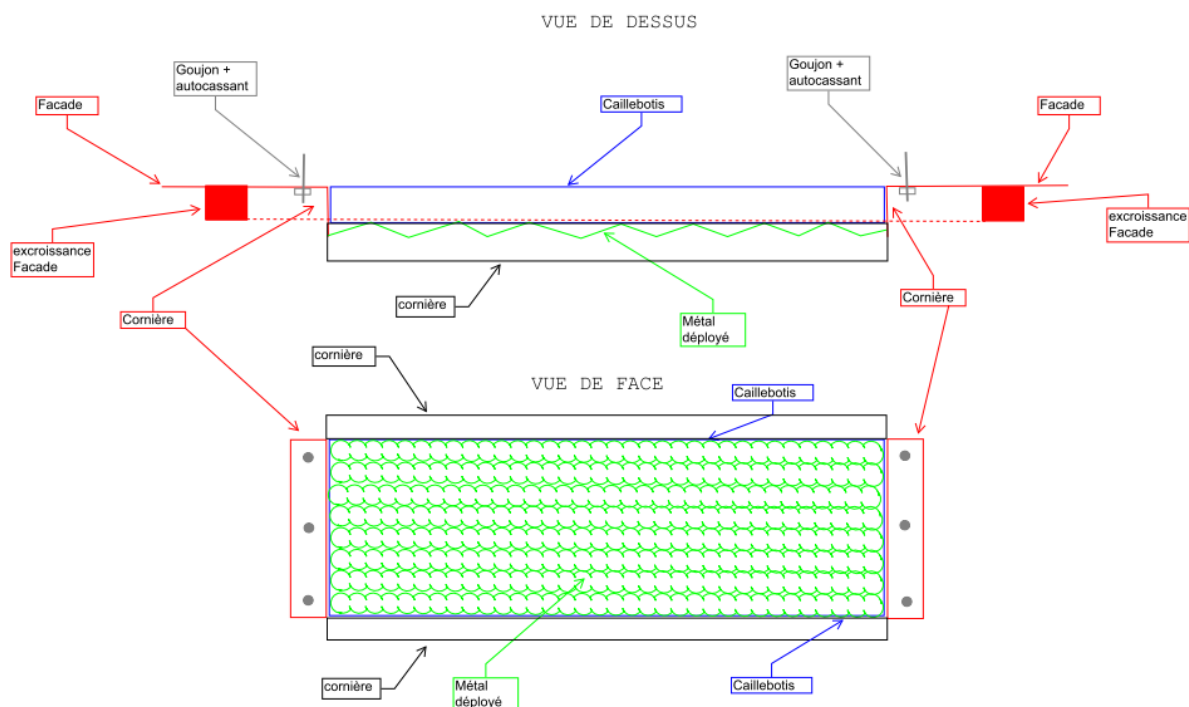 VUE DE DESSUS
Goujon +
autocassant
Goujon +
autocassant
Facade
Caillebotis
Facade
excroissance
Facade
excroissance
Facade
cornière
Cornière
Cornière
Métal
déployé
cornière
VUE DE FACE
Caillebotis
cornière
Métal
déployé
Caillebotis